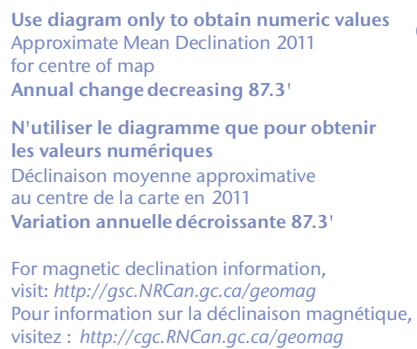 Use diagram only to obtain numeric values
Approximate Mean Declination 2011
for centre of map
Annual change decreasing 87.3'
N'utiliser le diagramme que pour obtenir
les valeurs numériques
Déclinaison moyenne approximative
au centre de la carte en 2011
Variation annuelle décroissante 87.3'
For magnetic declination information,
visit: http://gsc.NRCan.gc.ca/geomag
Pour information sur la déclinaison magnétique,
visitez : http://cgc.RNCan.gc.ca/geomag